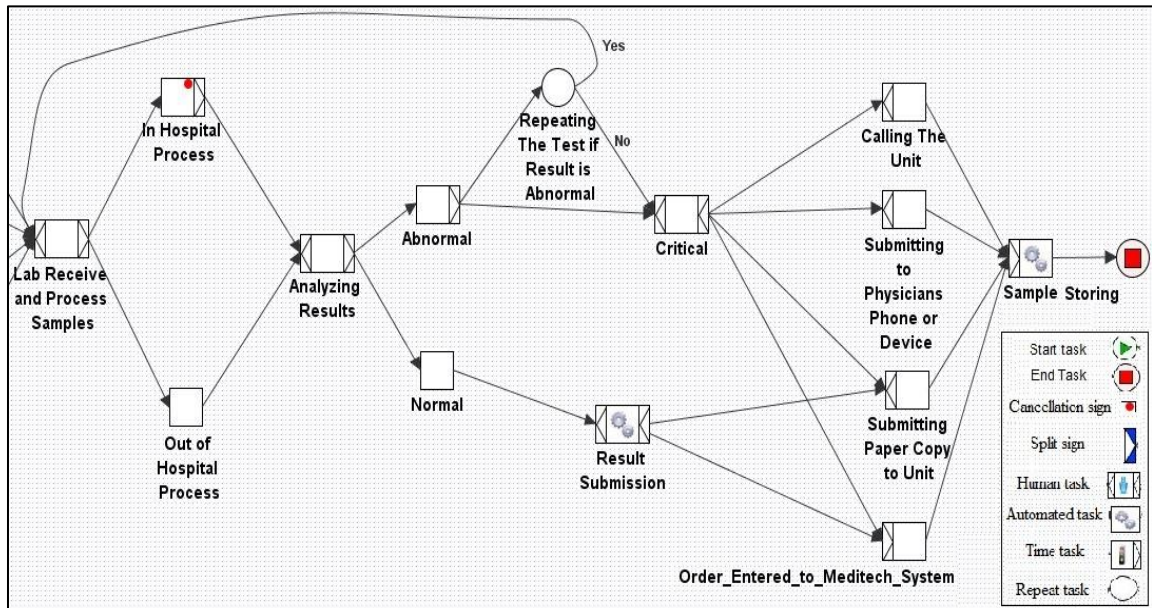 Yes
In Hospital
Process
Repeating
The Test if
Result is
Abnormal
No
Calling The
Unit
Lab Receive
and Process
Samples
Analyzing
Results
Abnormal
Critical
Submitting
to
Physicians
Phone or
Device
Sample Storing
Out of
Hospital
Process
Normal
Result
Submission
Submitting
Paper Copy
to Unit
Order_Entered_to_Meditech_System
Start task
End Task
Cancellation sign
Split sign
Human task
Automated task
Time task
Repeat task